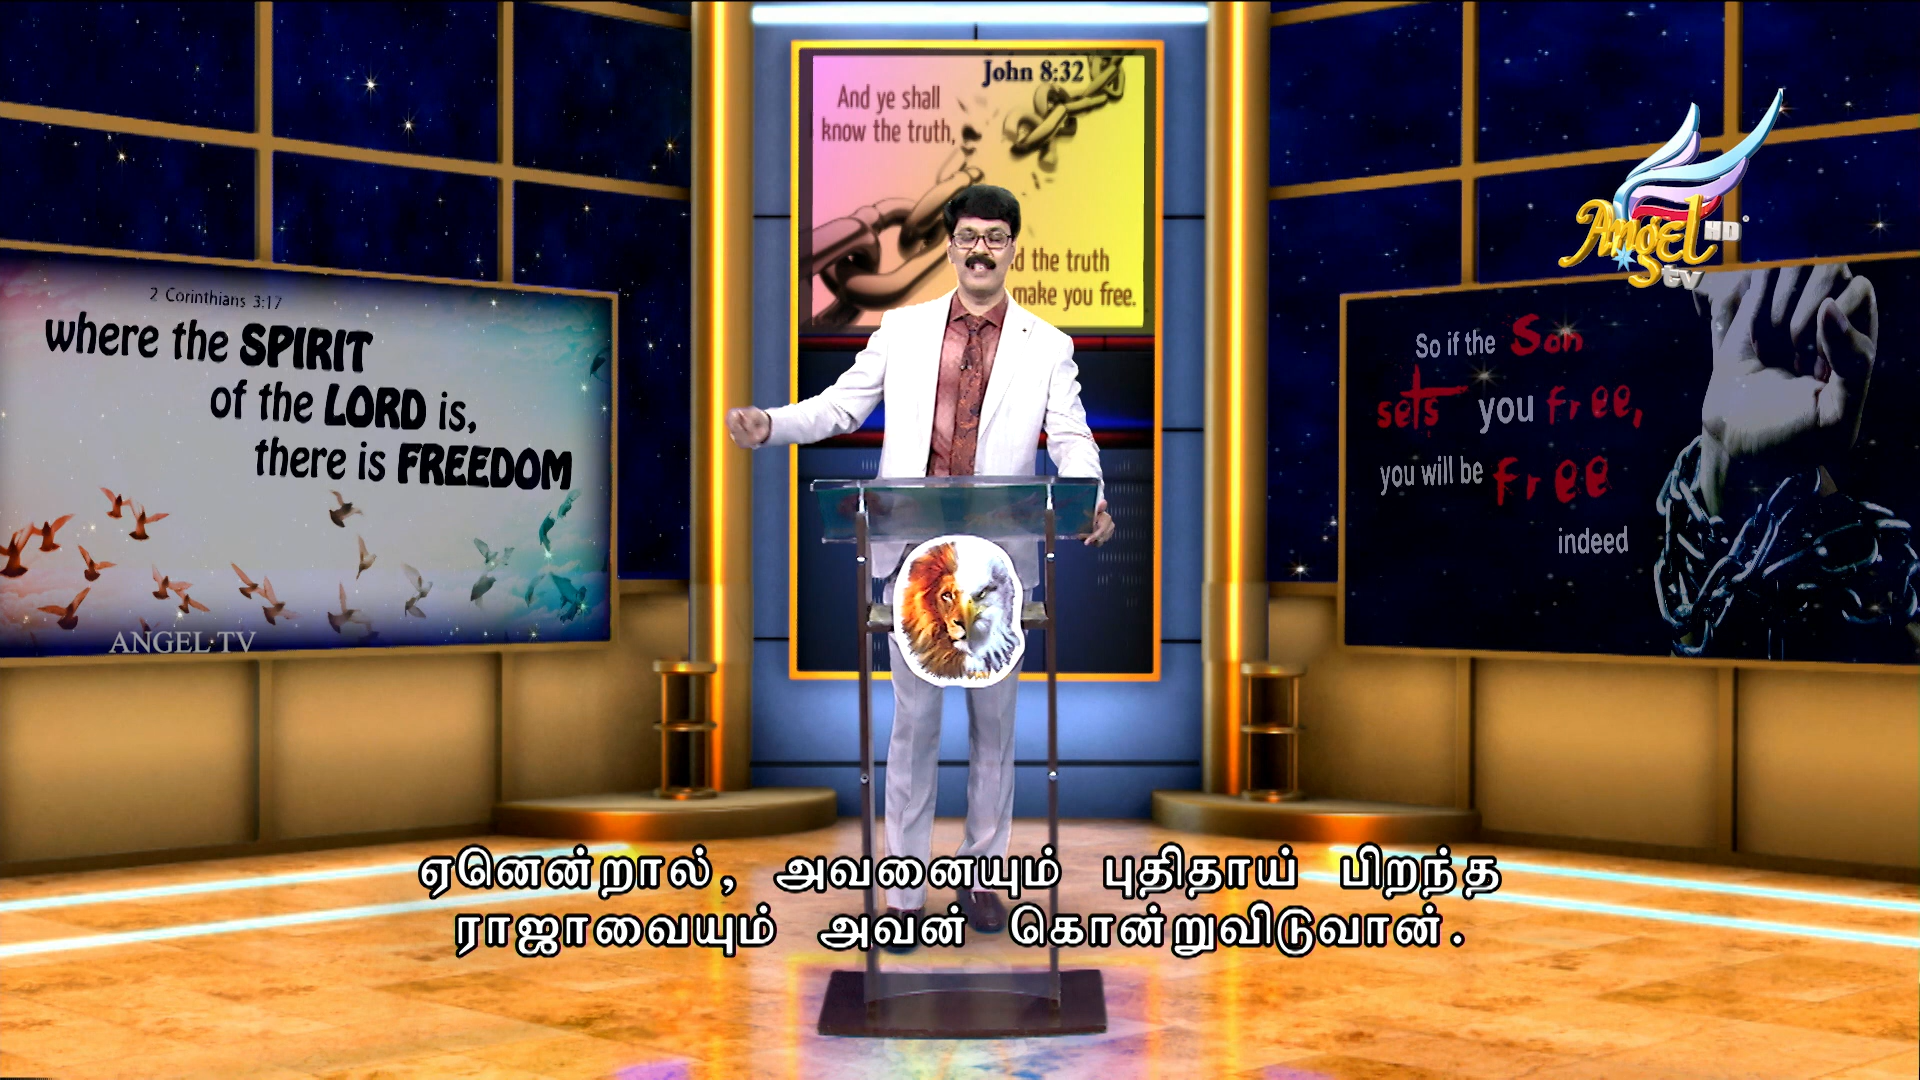 John 8:32
And ye shall
know the truth,
d the truth
make you free.
Angel HD
tv
2 Corinthians 3:17
where the SPIRIT
of the LORD is,
there is FREEDOM
ANGEL TV
So if the Son
sets you free,
you will be free
indeed
ஏனென்றால், அவனையும் புதிதாய் பிறந்த
ராஜாவையும் அவன் கொன்றுவிடுவான்.